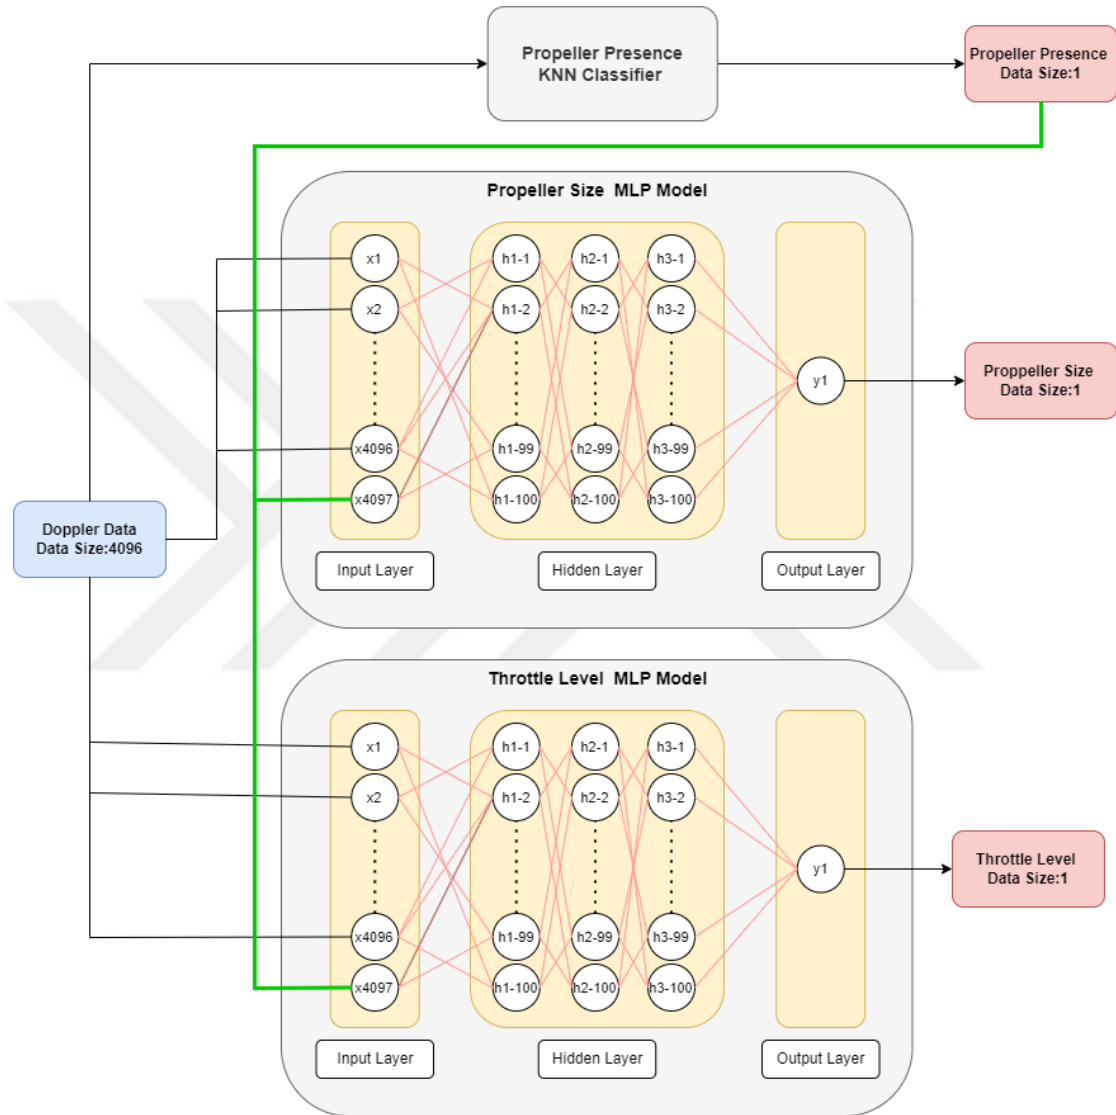 Propeller Presence
KNN Classifier
Propeller Presence
Data Size:1
Propeller Size MLP Model
x1
h1-1
h2-1
h3-1
x2
h1-2
h2-2
h3-2
y1
Proppeller Size
Data Size:1
x4096
h1-99
h2-99
h3-99
x4097
h1-100
h2-100
h3-100
Doppler Data
Data Size:4096
Input Layer
Hidden Layer
Output Layer
Throttle Level MLP Model
x1
h1-1
h2-1
h3-1
x2
h1-2
h2-2
h3-2
y1
Throttle Level
Data Size:1
x4096
h1-99
h2-99
h3-99
x4097
h1-100
h2-100
h3-100
Input Layer
Hidden Layer
Output Layer